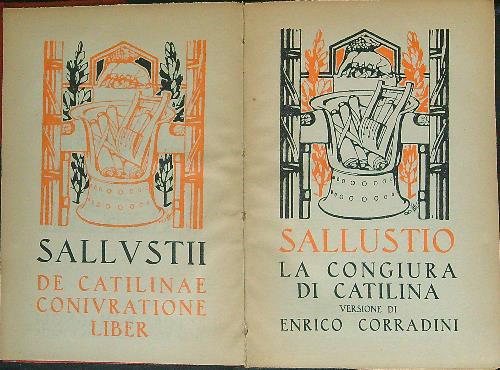 SALLVSTII
DE CATILINAE
CONIVRATIONE
LIBER
SALLUSTIO
LA CONGIURA
DI CATILINA
VERSIONE DI
ENRICO CORRADINI